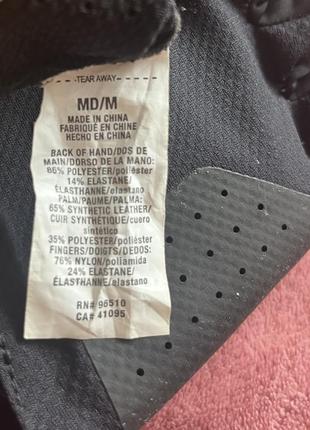 -TEAR AWAY-
MD/M
MADE IN CHINA
FABRIQUÉ EN CHINE
HECHO EN CHINA
BACK OF HAND/DOS DE
MAIN/DORSO DE LA MANO:
86% POLYESTER/poliéster
14% ELASTANE/
ÉLASTHANNE/elastano
PALM/PAUME/PALMA:
65% SYNTHETIC LEATHER/
CUIR SYNTHÉTIQUE/cuero
sintético
35% POLYESTER/poliéster
FINGERS/DOIGTS/DEDOS:
76% NYLON/poliamida
24% ELASTANE/
ÉLASTHANNE/elastano
RN# 96510
CA# 41095